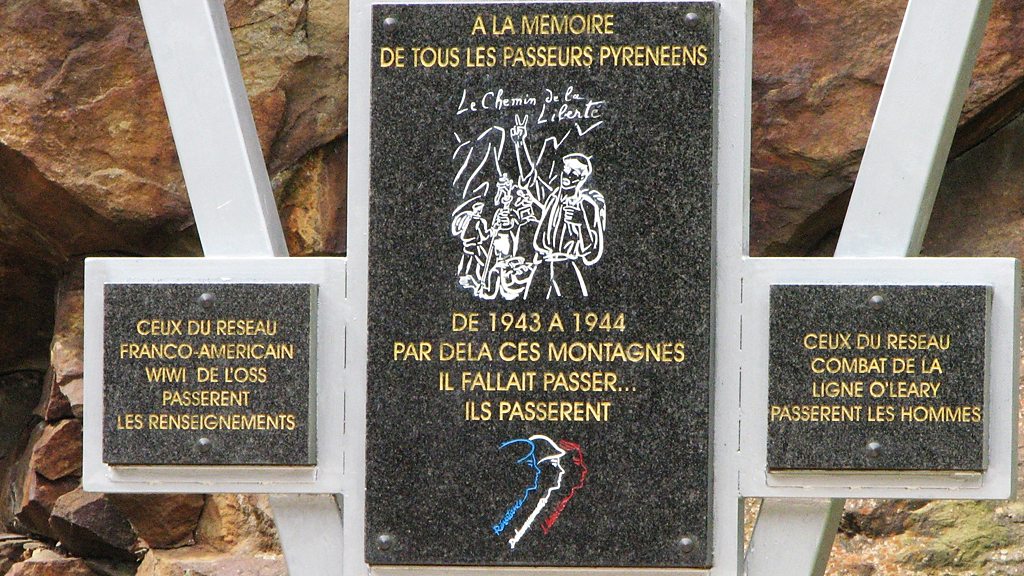 A LA MEMOIRE
DE TOUS LES PASSEURS PYRENEENS
Le Chemin de la
Liberté
DE 1943 A 1944
PAR DELA CES MONTAGNES
IL FALLAIT PASSER...
ILS PASSERENT
CEUX DU RESEAU
FRANCO-AMERICAIN
WIWI DE L'OSS
PASSERENT
LES RENSEIGNEMENTS
CEUX DU RESEAU
COMBAT DE LA
LIGNE O'LEARY
PASSERENT LES HOMMES